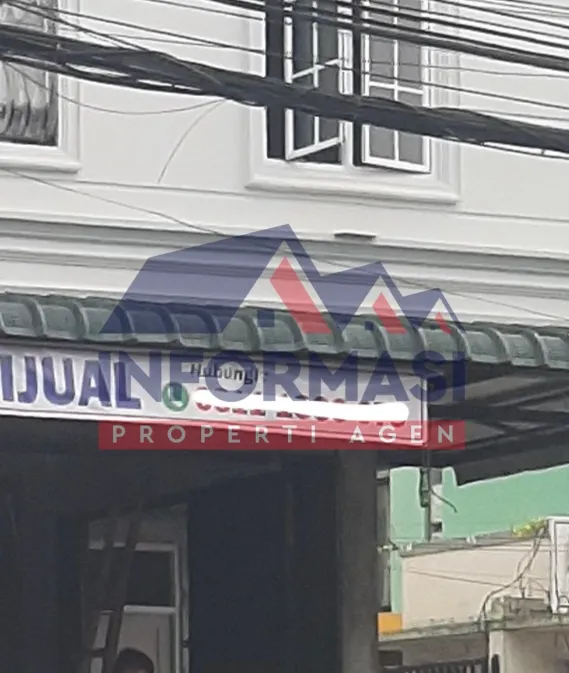 IJUAL
Hubungi :
INFORMASI
PROPERTI AGEN